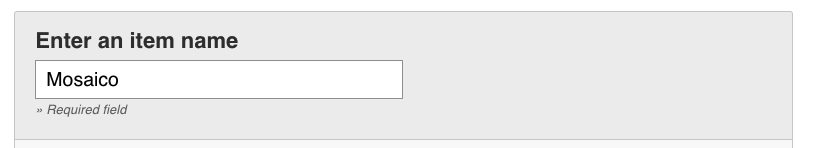 Enter an item name
Mosaico
» Required field